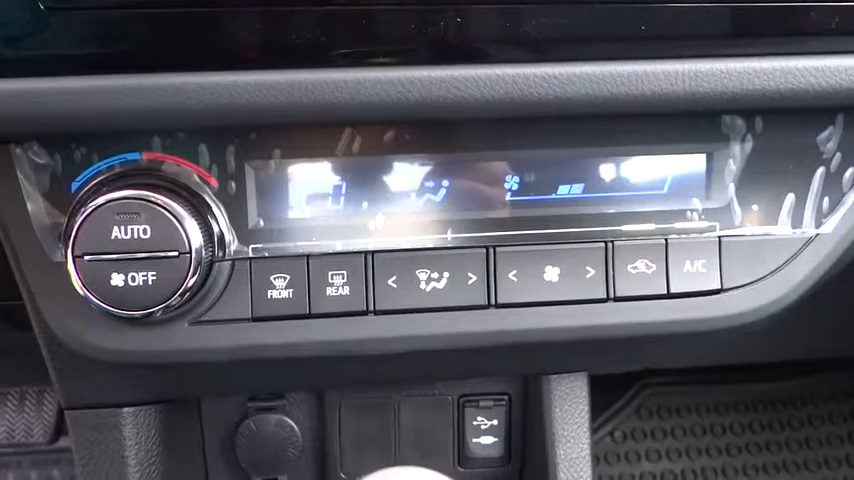 AUTO
OFF
FRONT
REAR
A/C